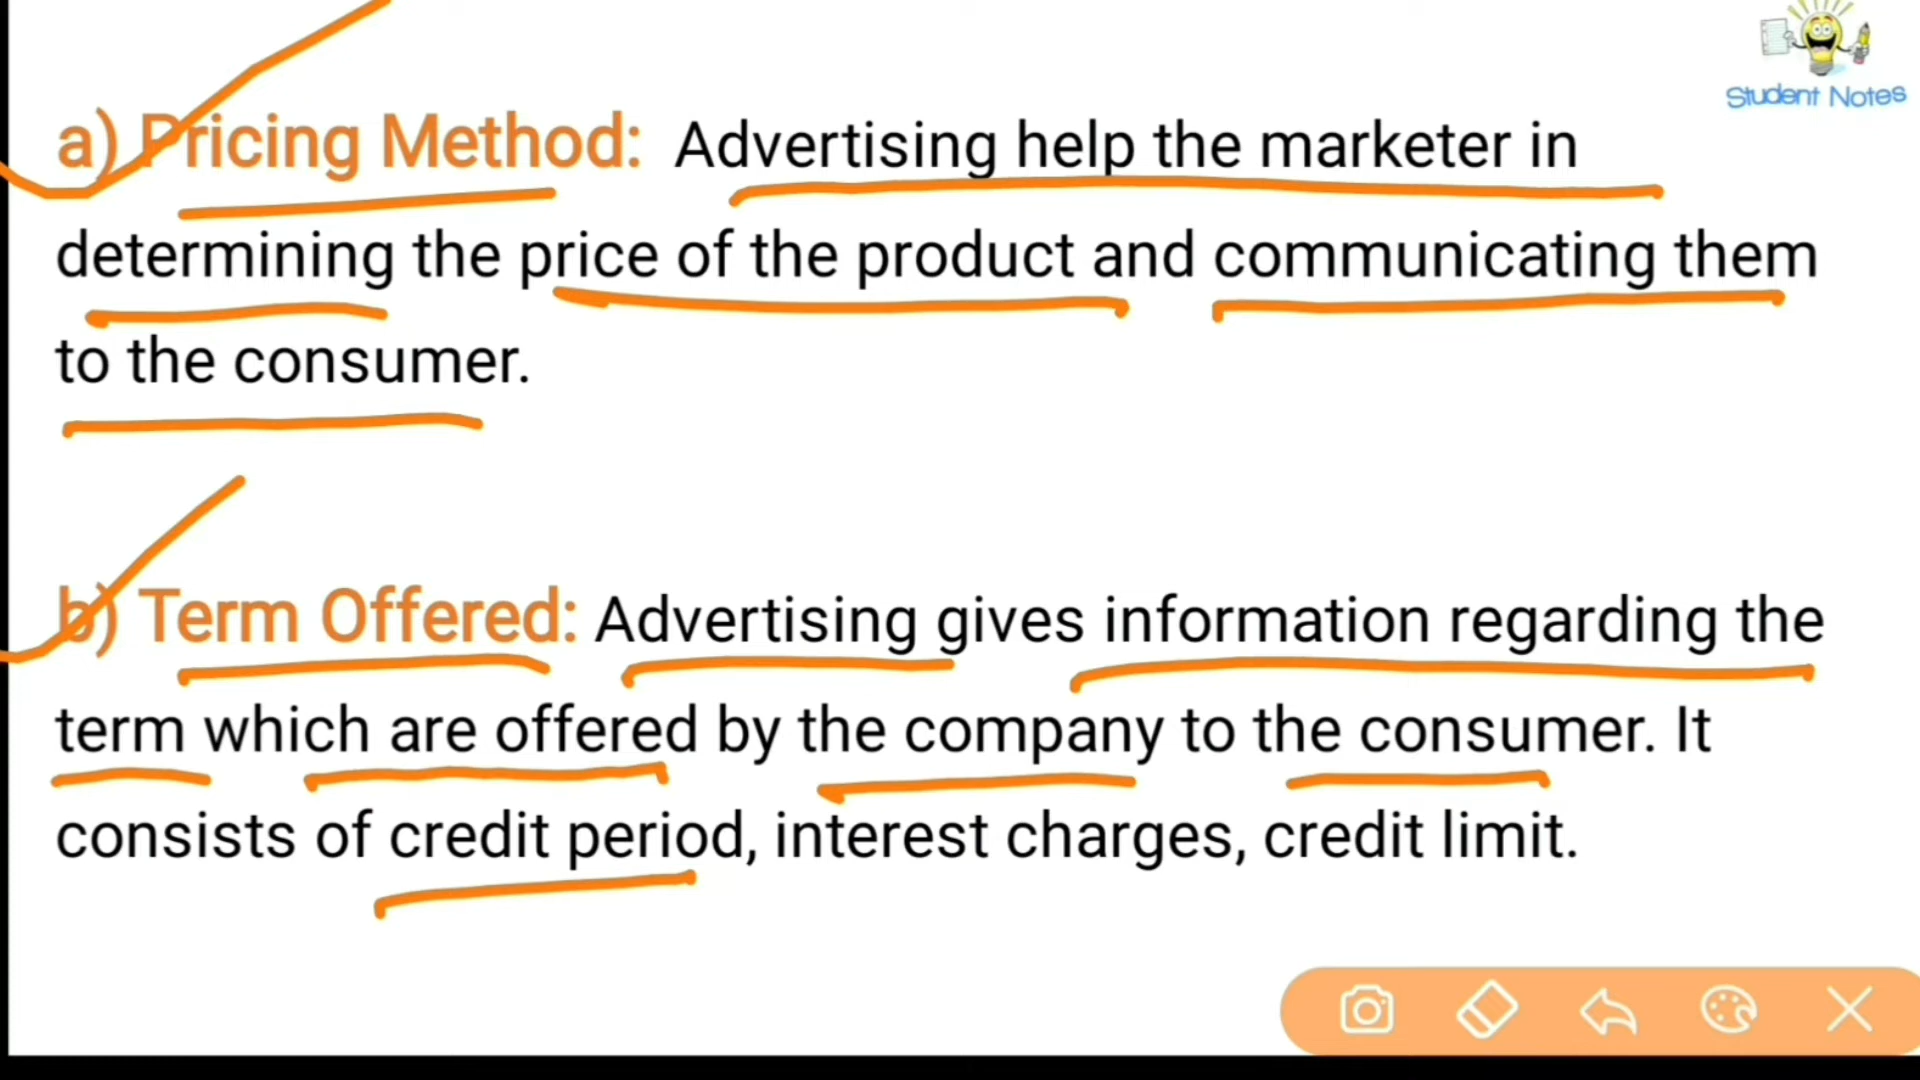 Student Notes
a) Pricing Method: Advertising help the marketer in
determining the price of the product and communicating them
to the consumer.
b) Term Offered: Advertising gives information regarding the
term which are offered by the company to the consumer. It
consists of credit period, interest charges, credit limit.